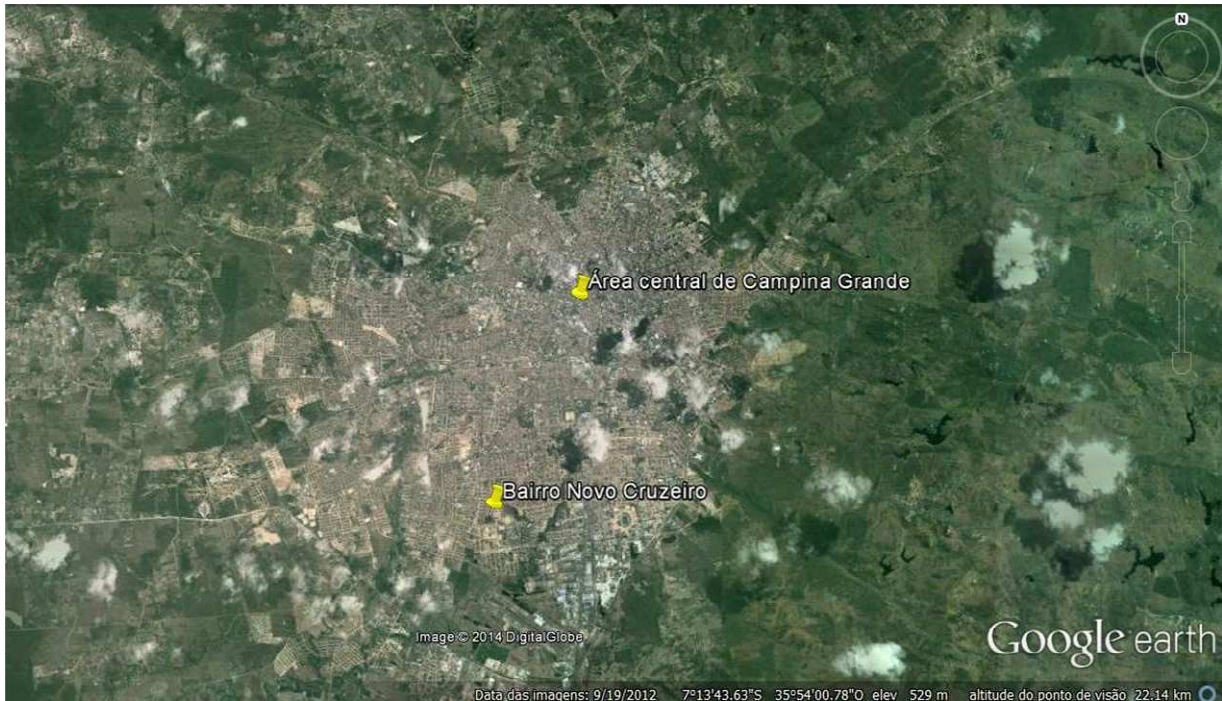 N
Área central de Campina Grande
Bairro Novo Cruzeiro
Image © 2014 DigitalGlobe
Google earth
Data das imagens: 9/19/2012 7°13'43.63"S 35°54'00.78"O elev 529 m altitude do ponto de visão 22.14 km